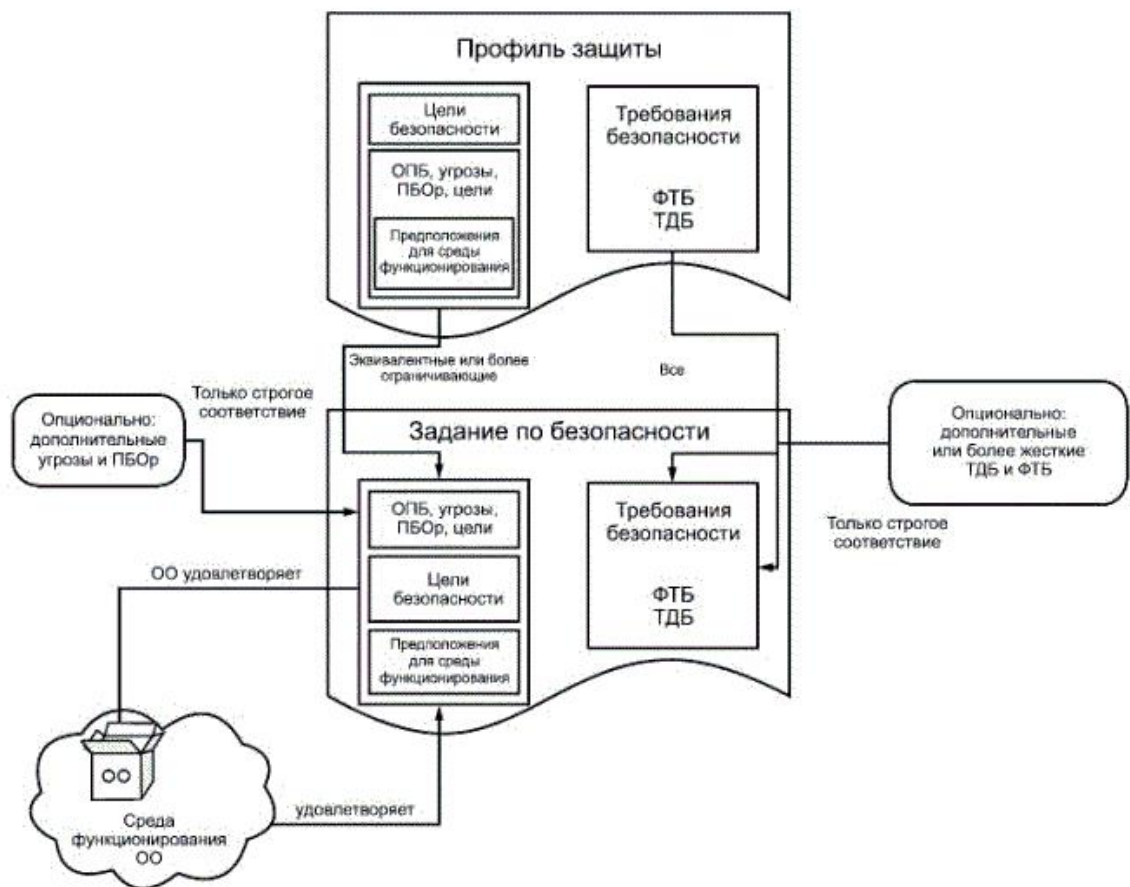 Профиль защиты
Цели
безопасности
ОПБ, угрозы,
ПБОр, цели
Предположения
для среды
функционирования
Требования
безопасности
ФТБ
ТДБ
Эквивалентные или более
ограничивающие
Все
Только строгое
соответствие
Опционально:
дополнительные
угрозы и ПБОр
Задание по безопасности
Опционально:
дополнительные
или более жесткие
ТДБ и ФТБ
ОПБ, угрозы,
ПБОр, цели
Цели
безопасности
Предположения
для среды
функционирования
Требования
безопасности
ФТБ
ТДБ
Только строгое
соответствие
ОО удовлетворяет
ОО
Среда
функционирования
ОО
удовлетворяет